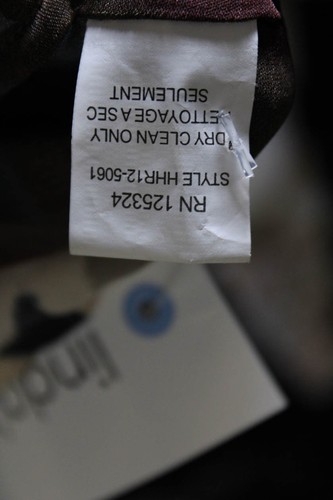 RN 125324
STYLE HHR12-5061
DRY CLEAN ONLY
NETTOYAGE A SEC
SEULEMENT